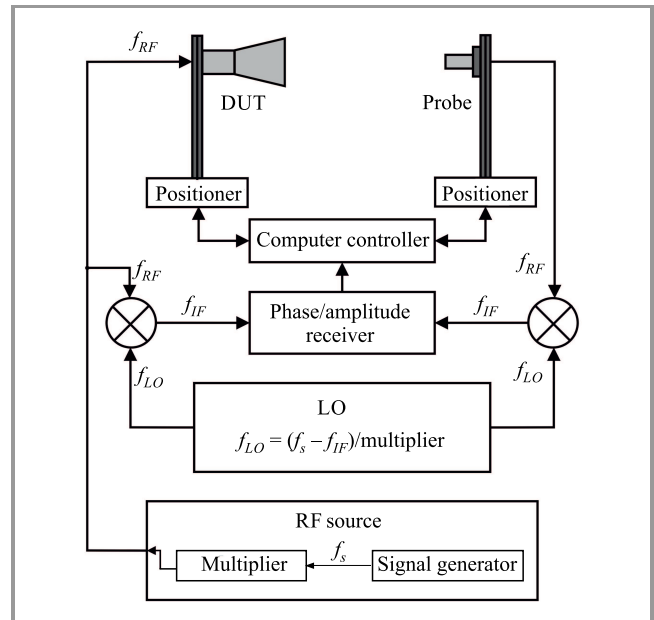 f_RF
DUT
Probe
Positioner
Positioner
Computer controller
f_RF
f_RF
f_IF
Phase/amplitude
receiver
f_IF
f_LO
f_LO
LO
f_LO = (f_s – f_IF)/multiplier
RF source
Multiplier
f_s
Signal generator